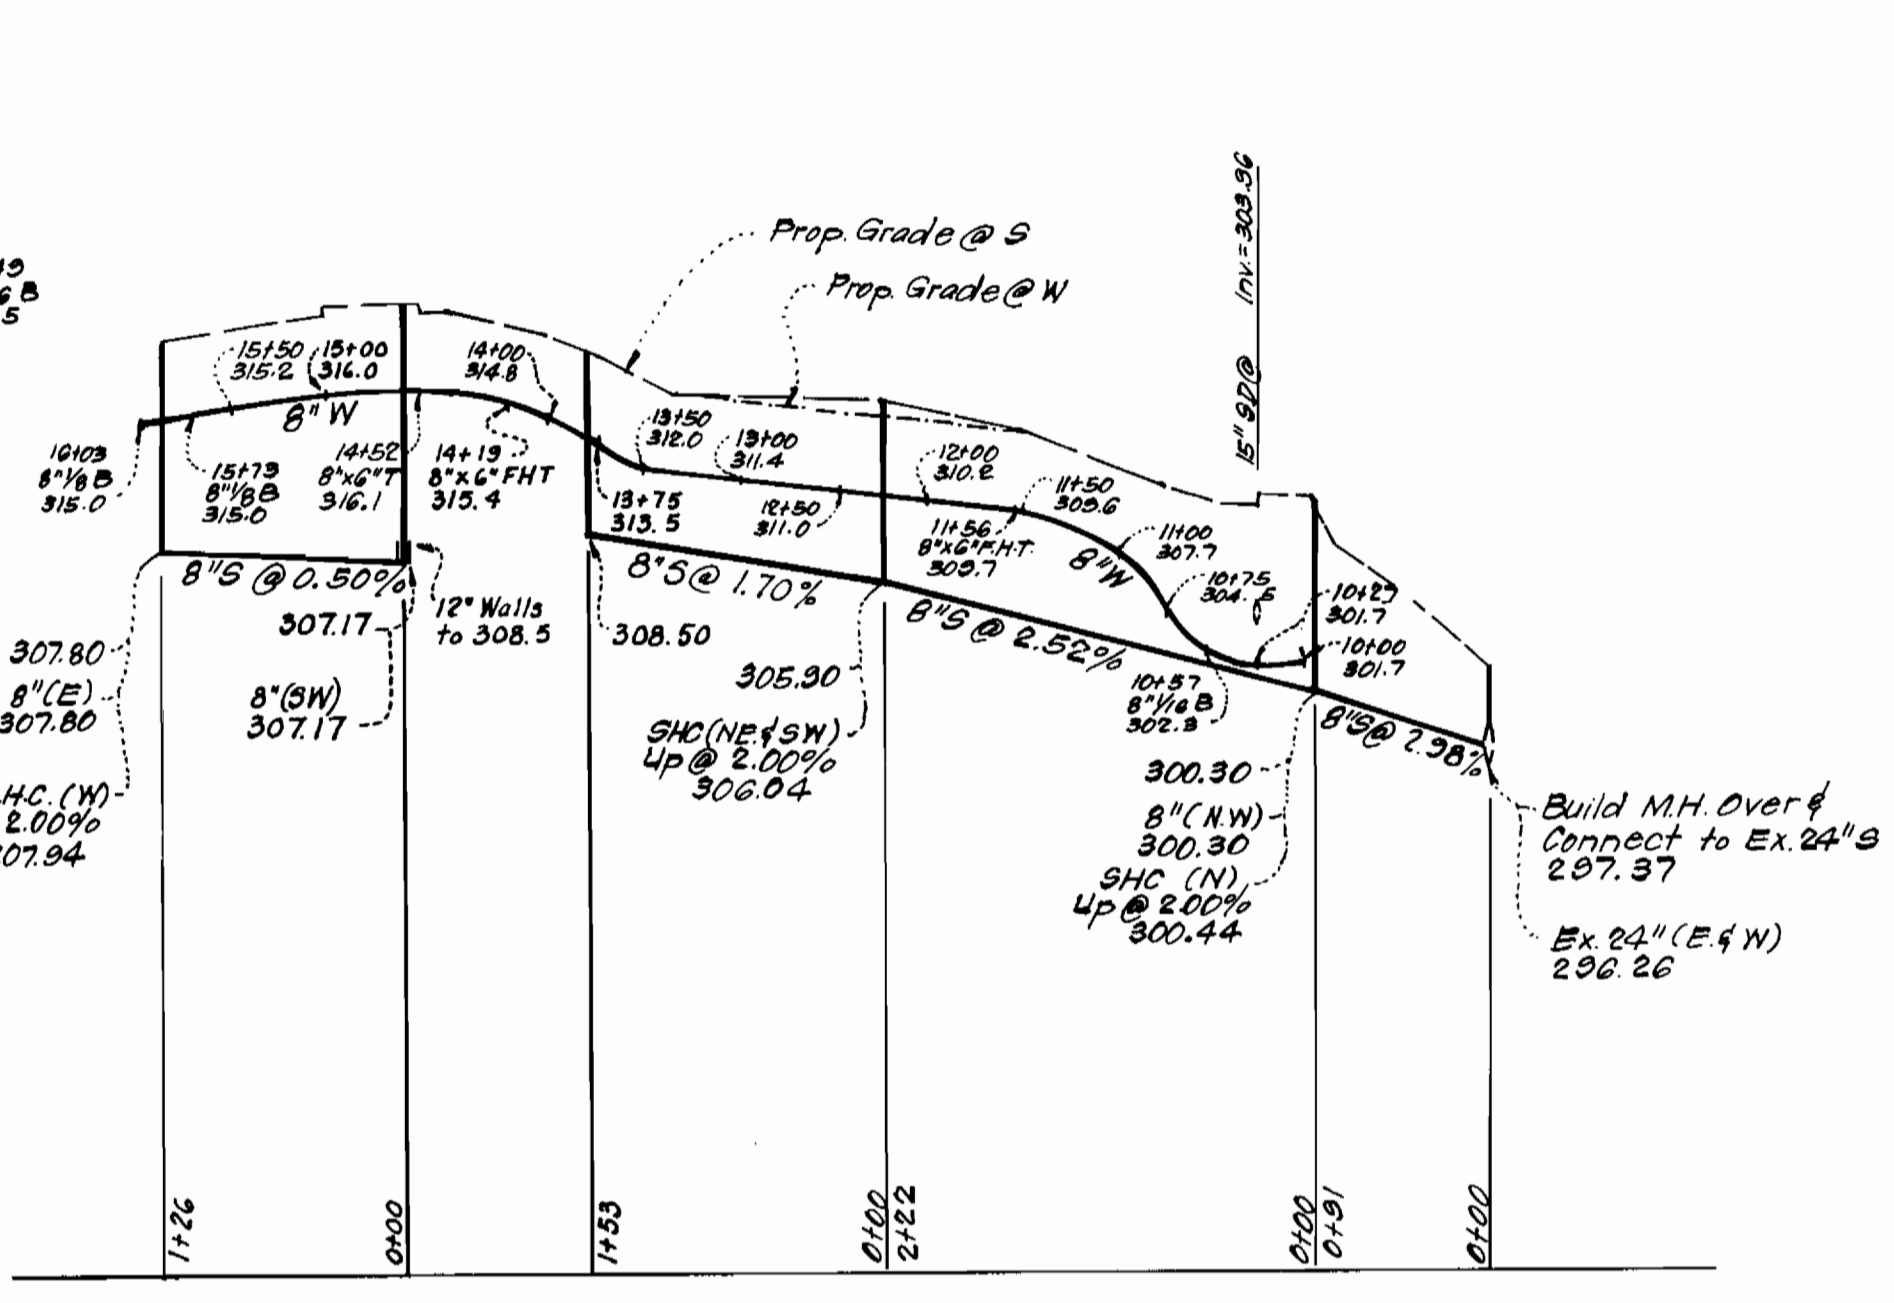 Prop. Grade @ S
Prop. Grade @ W
15" SD @ Inv. = 303.96
15+50
315.2
15+00
316.0
14+00
314.8
8" W
16+03
8" 1/8 B
315.0
15+73
8" 1/8 B
315.0
14+52
8"x6"T
316.1
14+19
8"x6" FHT
315.4
13+50
312.0
13+00
311.4
13+75
313.5
12+50
311.0
12+00
310.2
11+56
8"x6" F.H.T.
309.7
11+50
309.6
8" W
11+00
307.7
10+75
304.5
10+29
301.7
10+00
301.7
10+57
8" 1/16 B
302.3
8" S @ 0.50%
8" S @ 1.70%
8" S @ 2.52%
8" S @ 2.98%
307.80
8" (E)
307.80
H.C. (W)
2.00%
07.94
307.17
8" (SW)
307.17
12" Walls
to 308.5
308.50
305.90
SHC (NE. & SW)
Up @ 2.00%
306.04
300.30
8" (N.W)
300.30
SHC (N)
Up @ 2.00%
300.44
Build M.H. Over &
Connect to Ex. 24" S
297.37
Ex. 24" (E. & W)
296.26
1+26
0+00
1+53
0+00
2+22
0+00
0+91
0+00